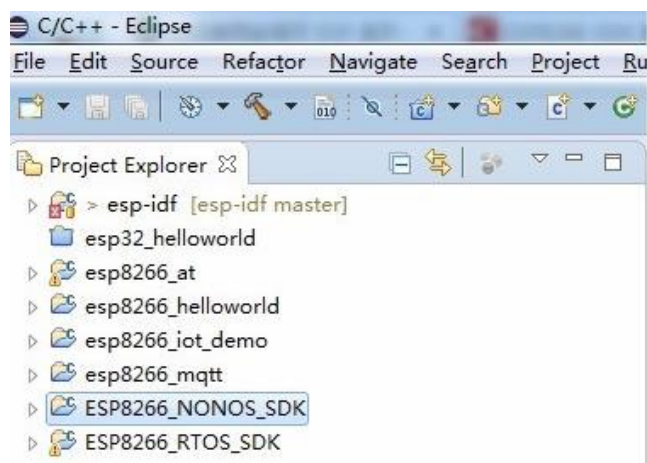 C/C++ - Eclipse
File Edit Source Refactor Navigate Search Project Ru
010
Project Explorer
> esp-idf [esp-idf master]
esp32_helloworld
esp8266_at
esp8266_helloworld
esp8266_iot_demo
esp8266_mqtt
ESP8266_NONOS_SDK
ESP8266_RTOS_SDK